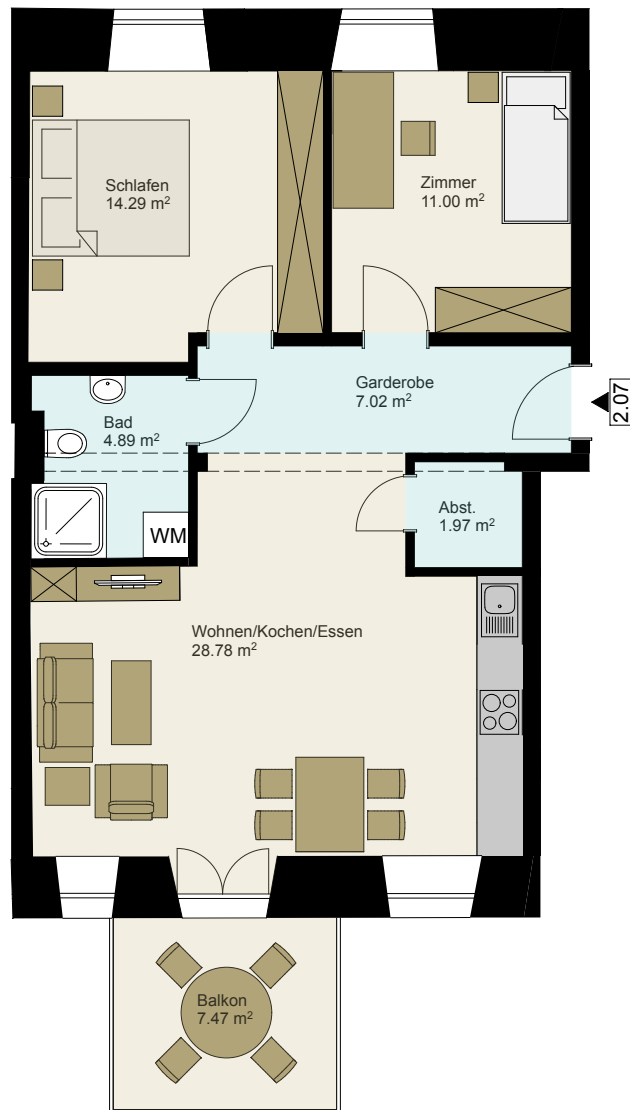 Schlafen
14.29 m²
Zimmer
11.00 m²
Garderobe
7.02 m²
2.07
Bad
4.89 m²
Abst.
1.97 m²
WM
Wohnen/Kochen/Essen
28.78 m²
Balkon
7.47 m²